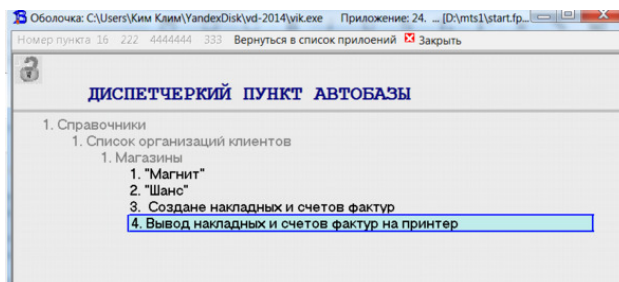 Оболочка: C:\Users\Ким Клим\YandexDisk\vd-2014\vik.exe Приложение: 24. ... [D:\mts1\start.fp...
Номер пункта 16 222 4444444 333 Вернуться в список прилоений Закрыть
ДИСПЕТЧЕРКИЙ ПУНКТ АВТОБАЗЫ
1. Справочники
1. Список организаций клиентов
1. Магазины
1. "Магнит"
2. "Шанс"
3. Создане накладных и счетов фактур
4. Вывод накладных и счетов фактур на принтер